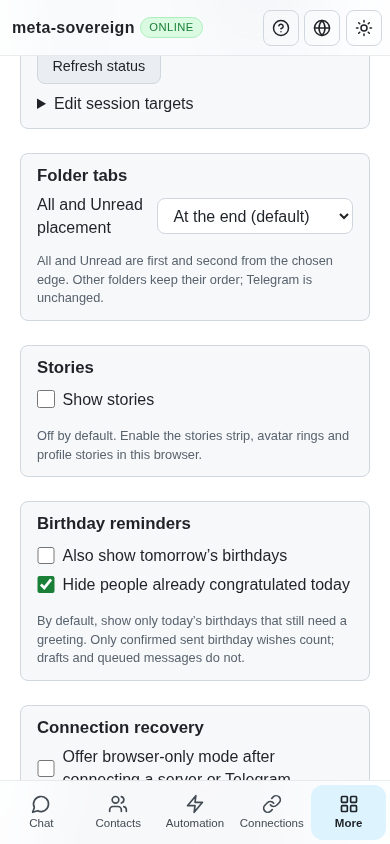 meta-sovereign ONLINE
Refresh status
Edit session targets
Folder tabs
All and Unread
placement
At the end (default)
All and Unread are first and second from the chosen
edge. Other folders keep their order; Telegram is
unchanged.
Stories
Show stories
Off by default. Enable the stories strip, avatar rings and
profile stories in this browser.
Birthday reminders
Also show tomorrow’s birthdays
Hide people already congratulated today
By default, show only today’s birthdays that still need a
greeting. Only confirmed sent birthday wishes count;
drafts and queued messages do not.
Connection recovery
Offer browser-only mode after
connecting a server or Telegram
Chat Contacts Automation Connections More